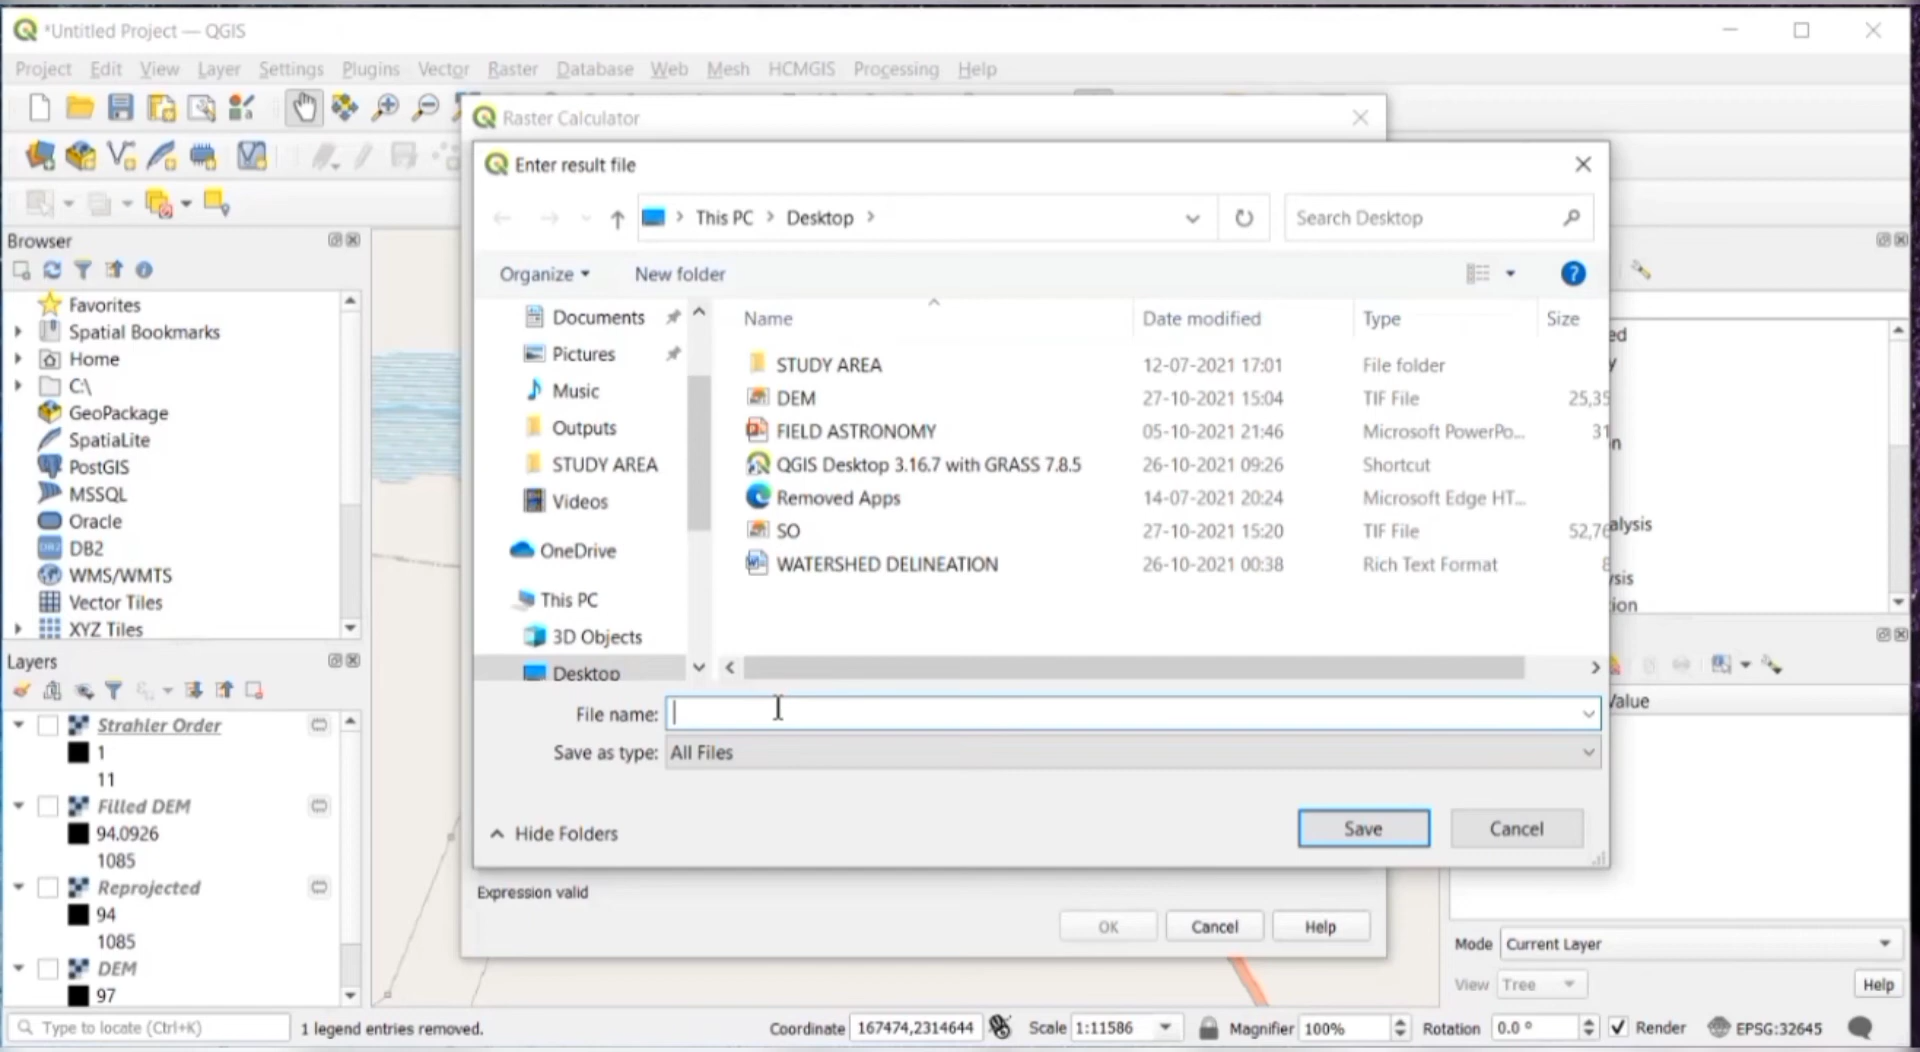 *Untitled Project — QGIS
Project Edit View Layer Settings Plugins Vector Raster Database Web Mesh HCMGIS Processing Help
Raster Calculator
Enter result file
This PC > Desktop >
Search Desktop
Organize
New folder
Browser
Favorites
Spatial Bookmarks
Home
C:\
GeoPackage
SpatiaLite
PostGIS
MSSQL
Oracle
DB2
WMS/WMTS
Vector Tiles
XYZ Tiles
Documents
Pictures
Music
Outputs
STUDY AREA
Videos
OneDrive
This PC
3D Objects
Desktop
Name Date modified Type Size
STUDY AREA 12-07-2021 17:01 File folder
DEM 27-10-2021 15:04 TIF File 25,35
FIELD ASTRONOMY 05-10-2021 21:46 Microsoft PowerPo... 31
QGIS Desktop 3.16.7 with GRASS 7.8.5 26-10-2021 09:26 Shortcut
Removed Apps 14-07-2021 20:24 Microsoft Edge HT...
SO 27-10-2021 15:20 TIF File 52,76
WATERSHED DELINEATION 26-10-2021 00:38 Rich Text Format 8
ed
y
n
alysis
ysis
tion
Layers
Strahler Order
1
11
Filled DEM
94.0926
1085
Reprojected
94
1085
DEM
97
File name:
Save as type: All Files
Hide Folders
Save Cancel
Value
Expression valid
OK Cancel Help
Mode Current Layer
View Tree Help
Type to locate (Ctrl+K) 1 legend entries removed. Coordinate 167474,2314644 Scale 1:11586 Magnifier 100% Rotation 0.0 ° Render EPSG:32645